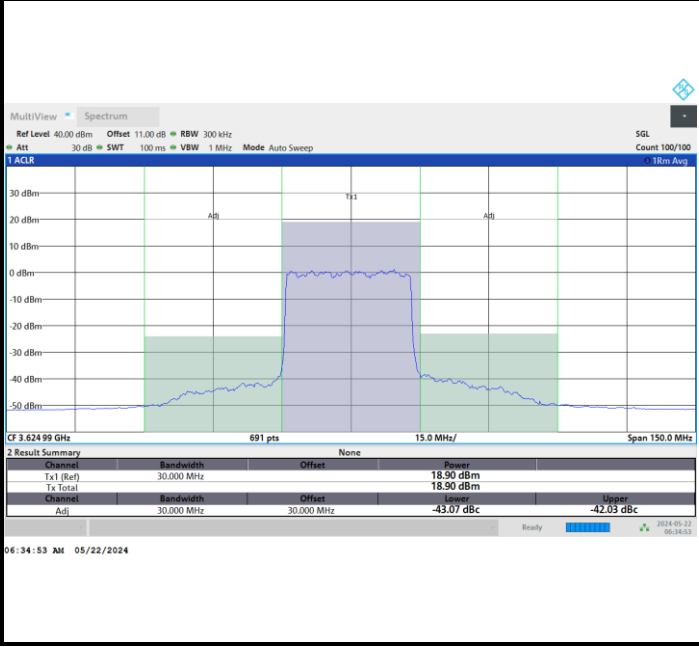 MultiView Spectrum
Ref Level 40.00 dBm Offset 11.00 dB RBW 300 kHz SGL
Att 30 dB SWT 100 ms VBW 1 MHz Mode Auto Sweep Count 100/100
1 ACLR 1Rm Avg
30 dBm
Tx1
20 dBm
Adj Adj
10 dBm
0 dBm
-10 dBm
-20 dBm
-30 dBm
-40 dBm
-50 dBm
CF 3.624 99 GHz 691 pts 15.0 MHz/ Span 150.0 MHz
2 Result Summary None
Channel Bandwidth Offset Power
Tx1 (Ref) 30.000 MHz 18.90 dBm
Tx Total 18.90 dBm
Channel Bandwidth Offset Lower Upper
Adj 30.000 MHz 30.000 MHz -43.07 dBc -42.03 dBc
Ready 2024-05-22
06:34:53
06:34:53 AM 05/22/2024